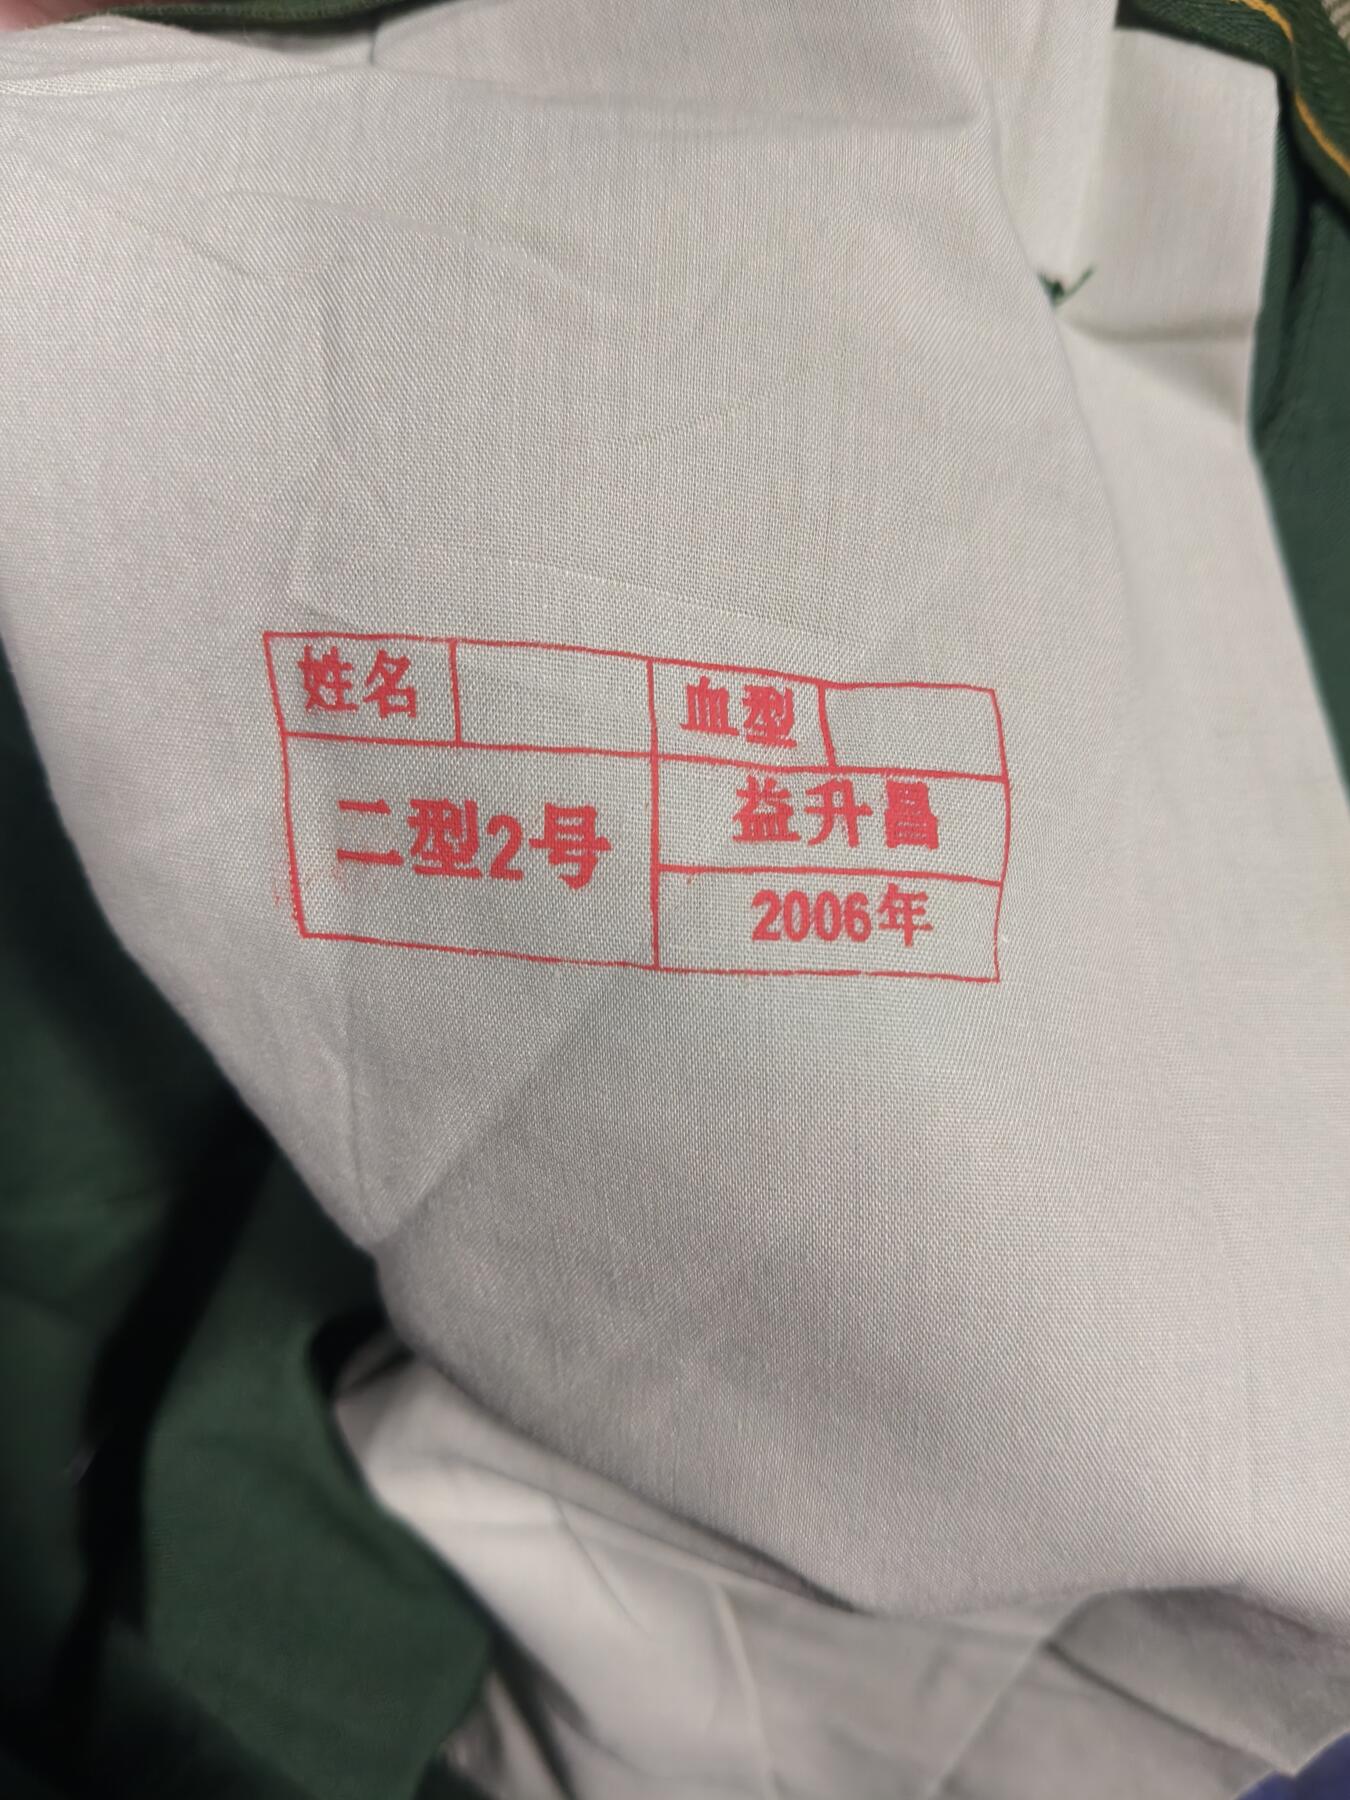 姓名 血型
二型2号
益升昌
2006年